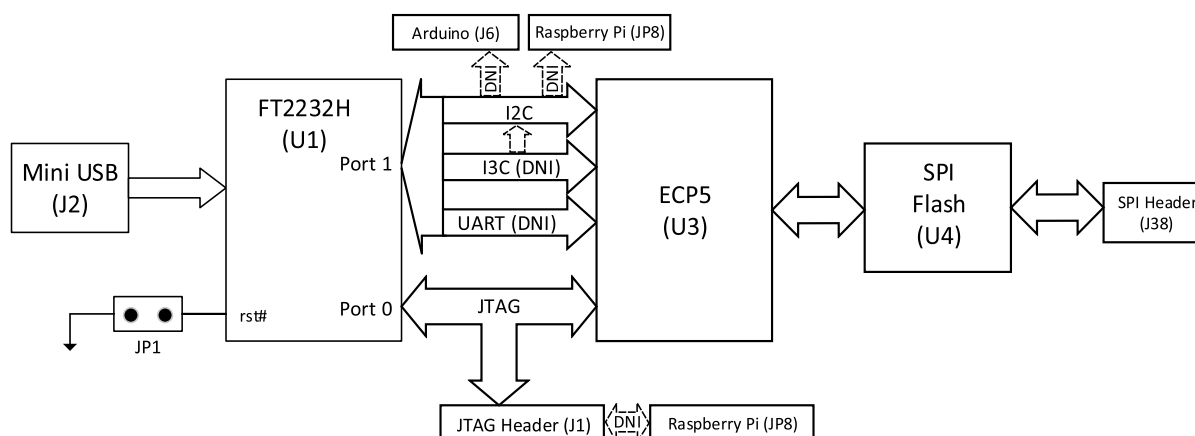 Arduino (J6)
Raspberry Pi (JP8)
DNI
DNI
FT2232H
(U1)
I2C
Port 1
I3C (DNI)
Mini USB
(J2)
UART (DNI)
ECP5
(U3)
SPI
Flash
(U4)
SPI Header
(J38)
Port 0
JTAG
rst#
JP1
JTAG Header (J1)
DNI
Raspberry Pi (JP8)